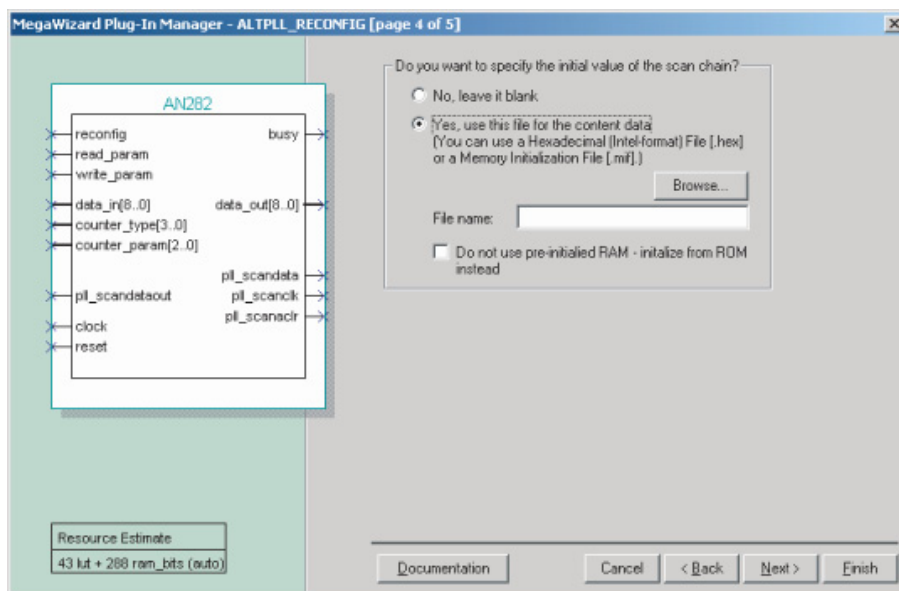 MegaWizard Plug-In Manager - ALTPLL_RECONFIG [page 4 of 5]
AN282
reconfig busy
read_param
write_param
data_in[8..0] data_out[8..0]
counter_type[3..0]
counter_param[2..0]
pll_scandata
pll_scandataout pll_scanclk
pll_scanaclr
clock
reset
Resource Estimate
43 lut + 288 ram_bits (auto)
Do you want to specify the initial value of the scan chain?
No, leave it blank
Yes, use this file for the content data
(You can use a Hexadecimal (Intel-format) File [.hex]
or a Memory Initialization File [.mif].)
Browse...
File name:
Do not use pre-initialied RAM - initalize from ROM
instead
Documentation Cancel < Back Next > Finish